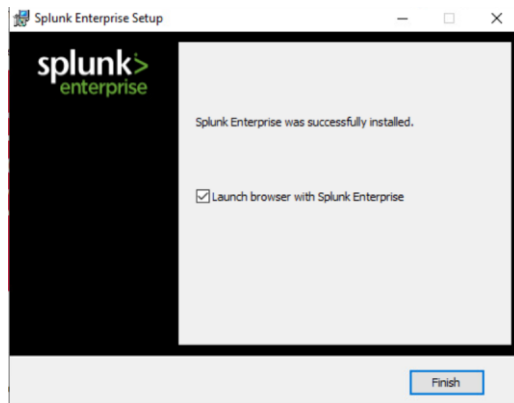 Splunk Enterprise Setup
splunk>
enterprise
Splunk Enterprise was successfully installed.
Launch browser with Splunk Enterprise
Finish